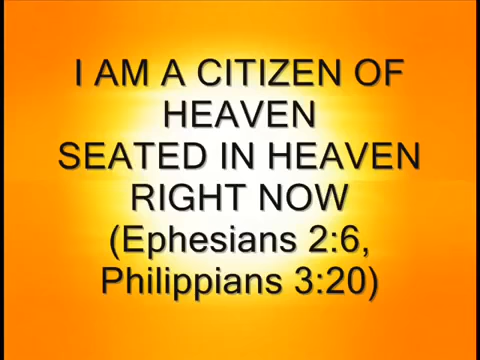 I AM A CITIZEN OF
HEAVEN
SEATED IN HEAVEN
RIGHT NOW
(Ephesians 2:6,
Philippians 3:20)